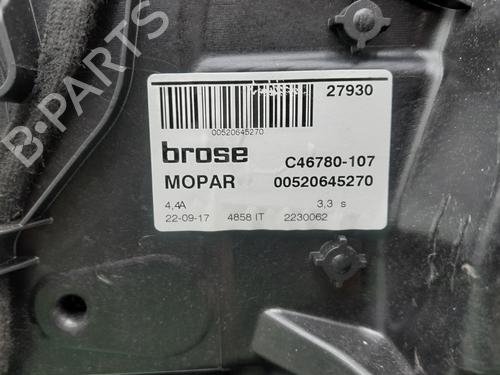 B-PARTS
27930
00520645270
brose C46780-107
MOPAR 00520645270
4,4A 3,3 s
22-09-17 4858 IT 2230062